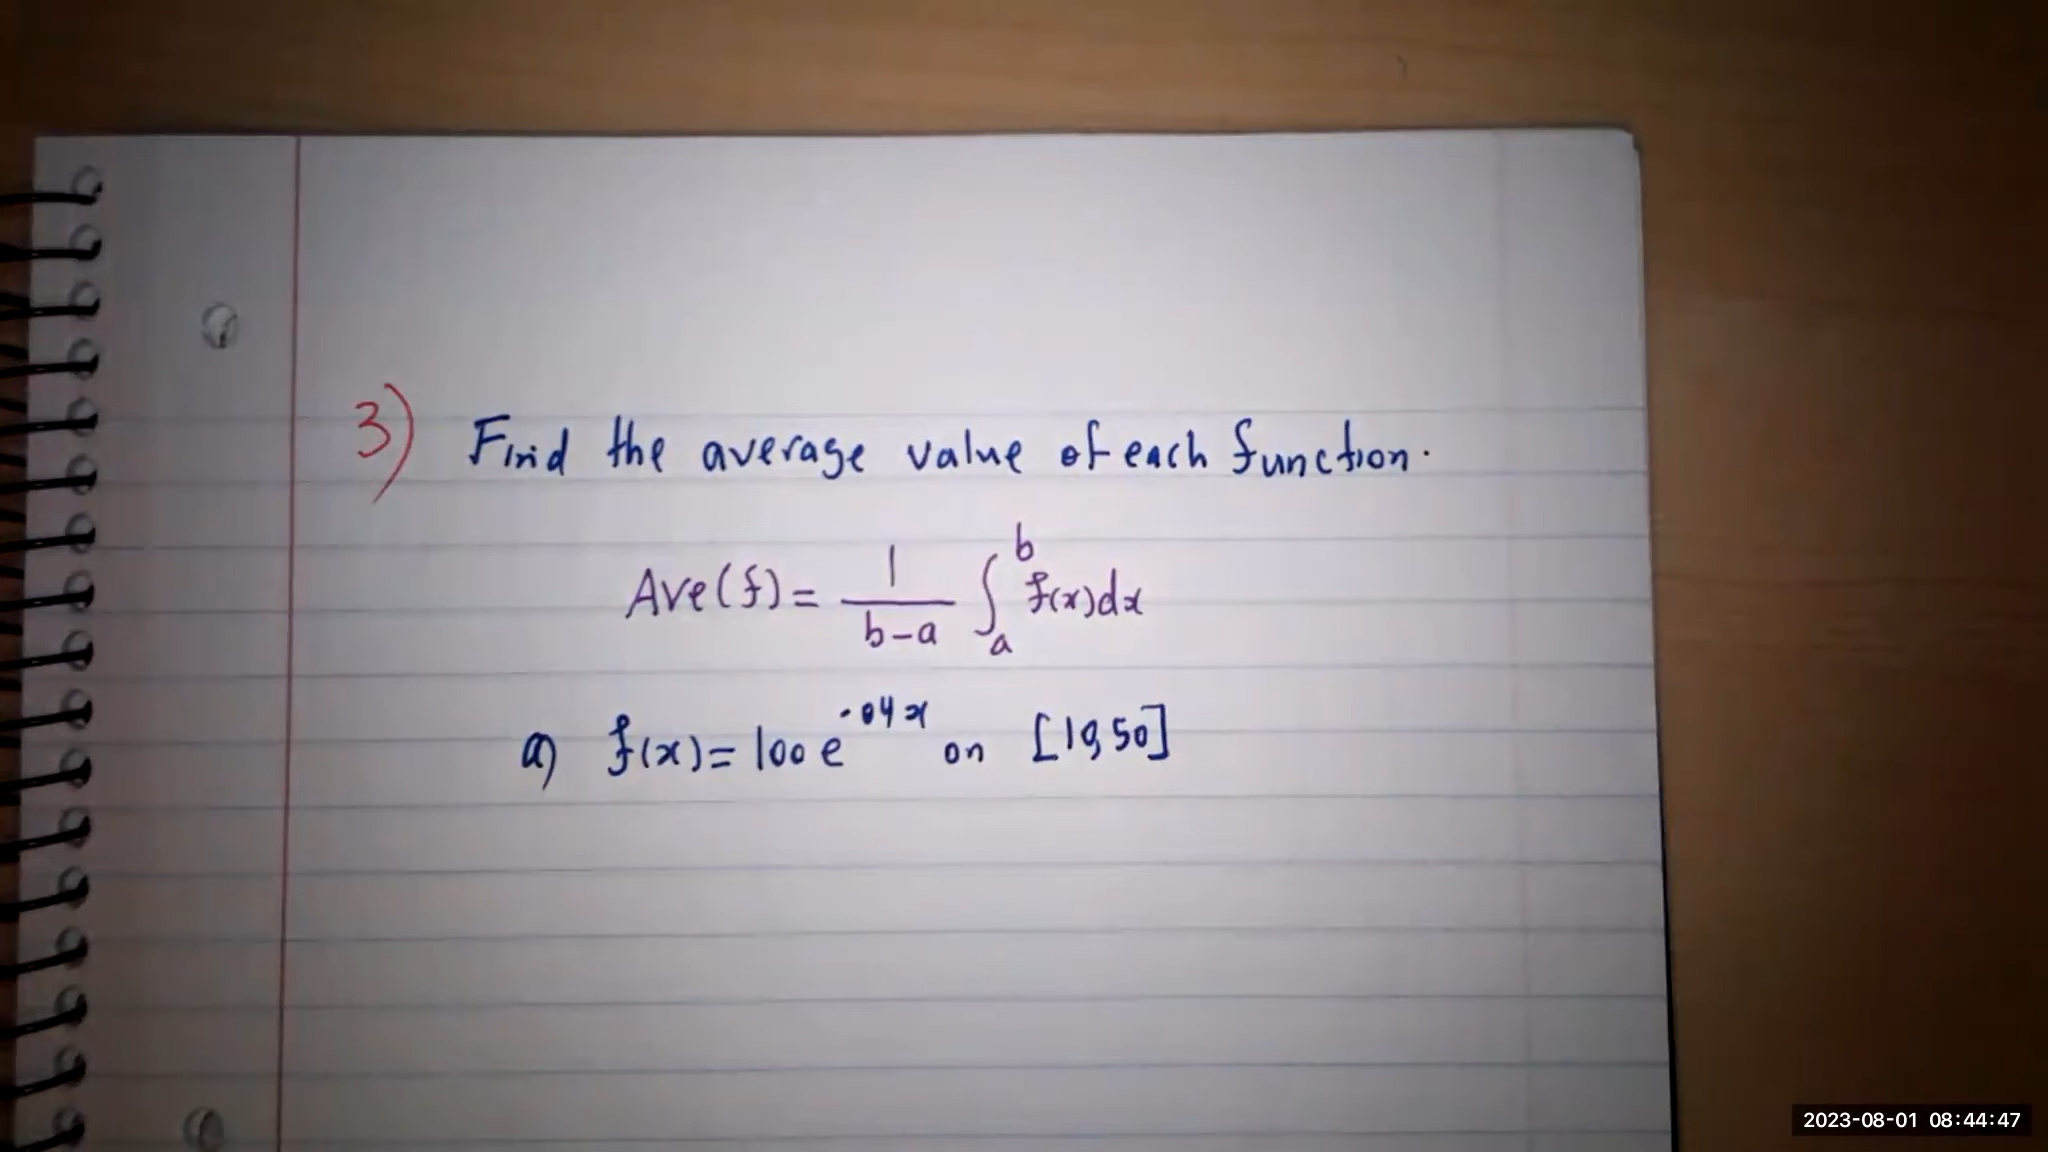 3) Find the average value of each function.
Ave(f) = 1/(b-a) ∫_a^b f(x)dx
a) f(x) = 100 e^(.04x) on [10,50]
2023-08-01 08:44:47